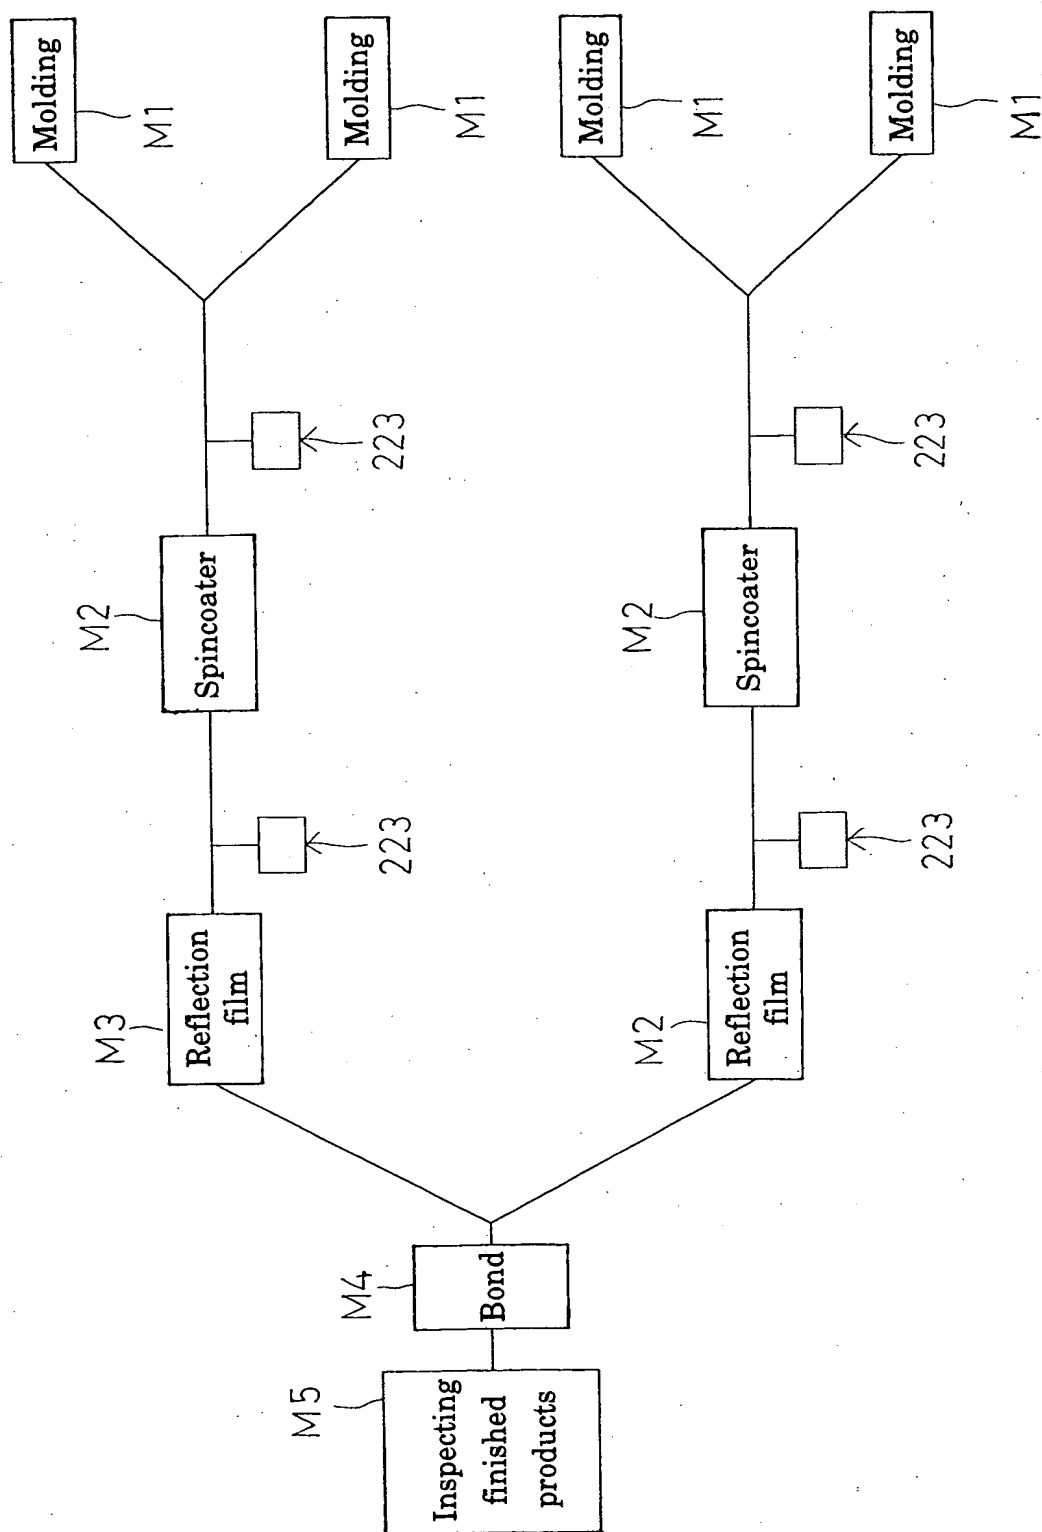 M5
Inspecting
finished
products
M4
Bond
M3
Reflection
film
223
M2
Spincoater
223
Molding
M1
Molding
M1
M2
Reflection
film
223
M2
Spincoater
223
Molding
M1
Molding
M1